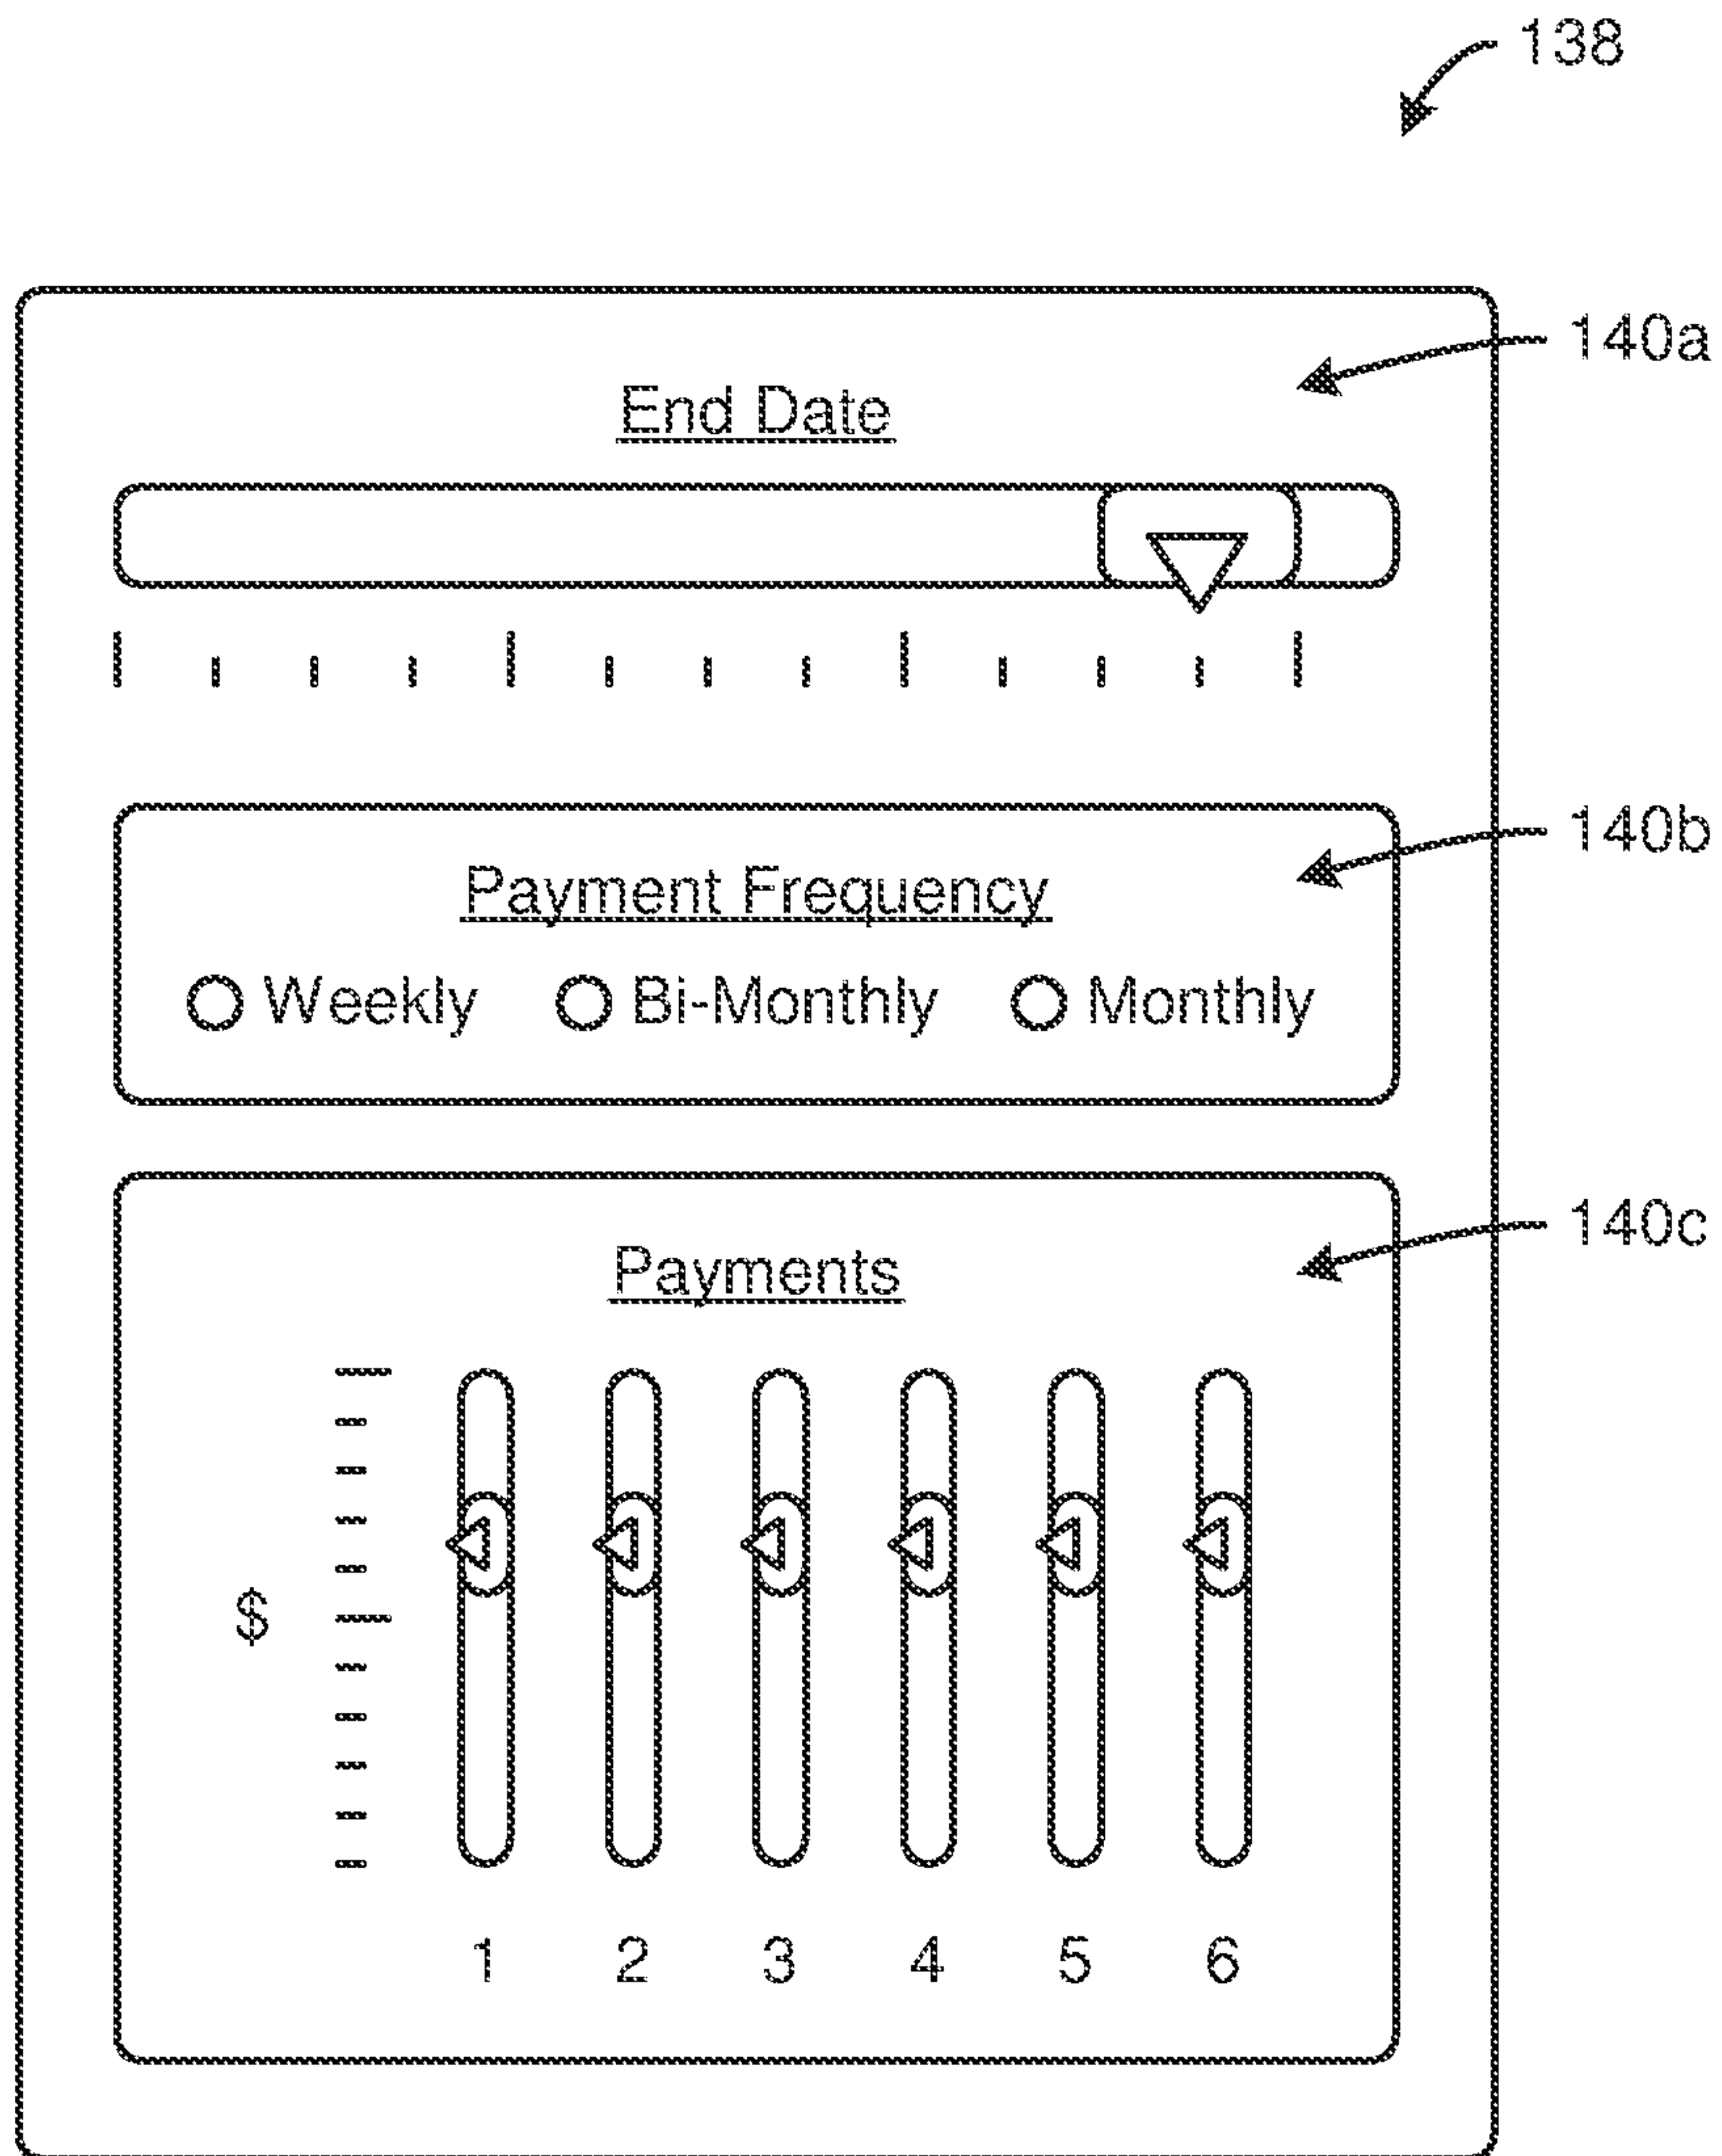 138
140a
End Date
140b
Payment Frequency
Weekly Bi-Monthly Monthly
140c
Payments
$
1 2 3 4 5 6